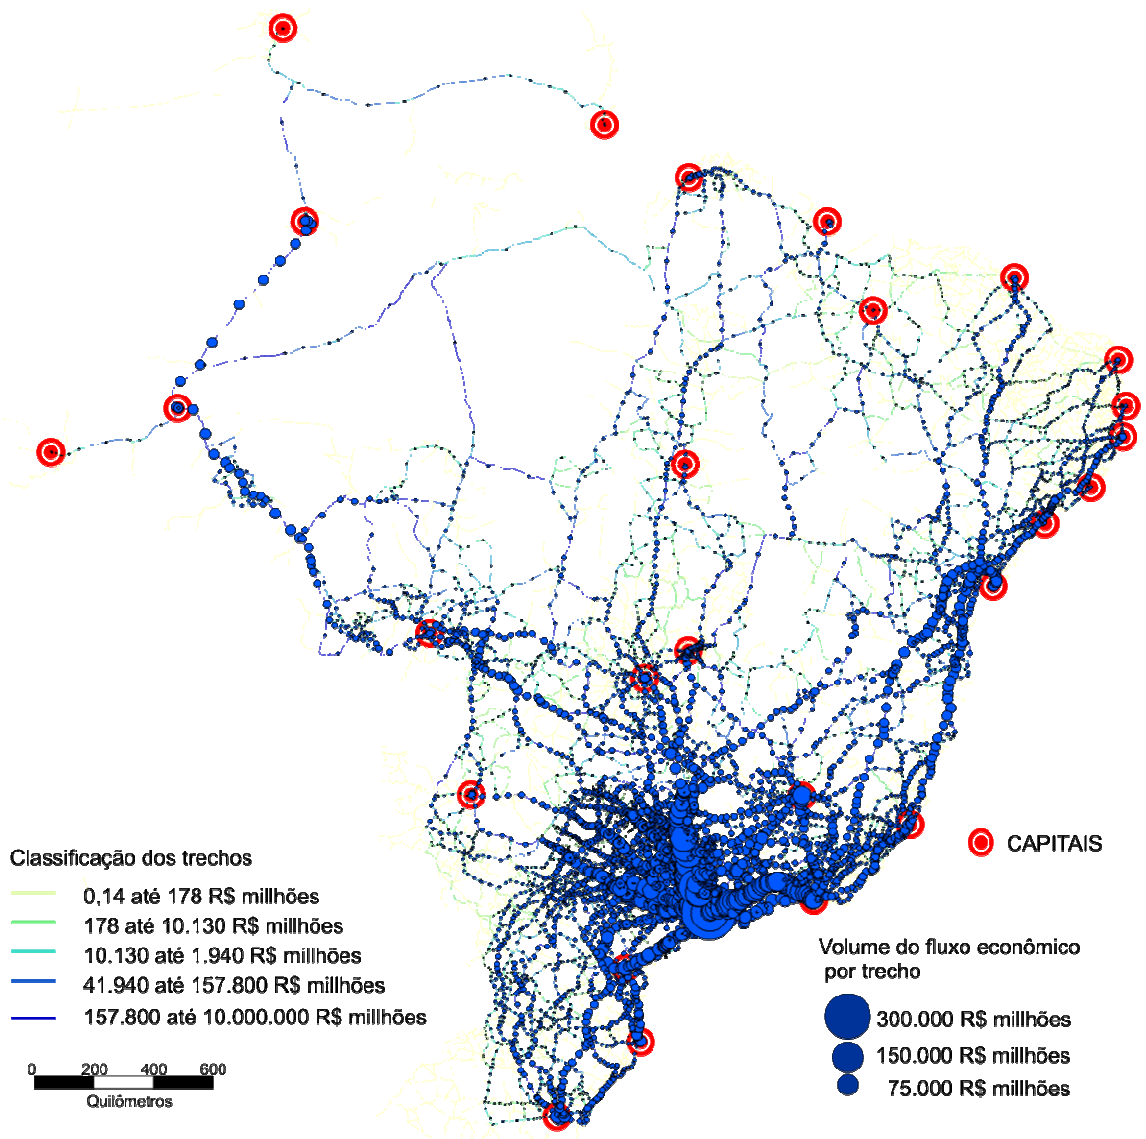 Classificação dos trechos
0,14 até 178 R$ millhões
178 até 10.130 R$ millhões
10.130 até 1.940 R$ millhões
41.940 até 157.800 R$ millhões
157.800 até 10.000.000 R$ millhões
0 200 400 600
Quilômetros
CAPITAIS
Volume do fluxo econômico
por trecho
300.000 R$ millhões
150.000 R$ millhões
75.000 R$ millhões